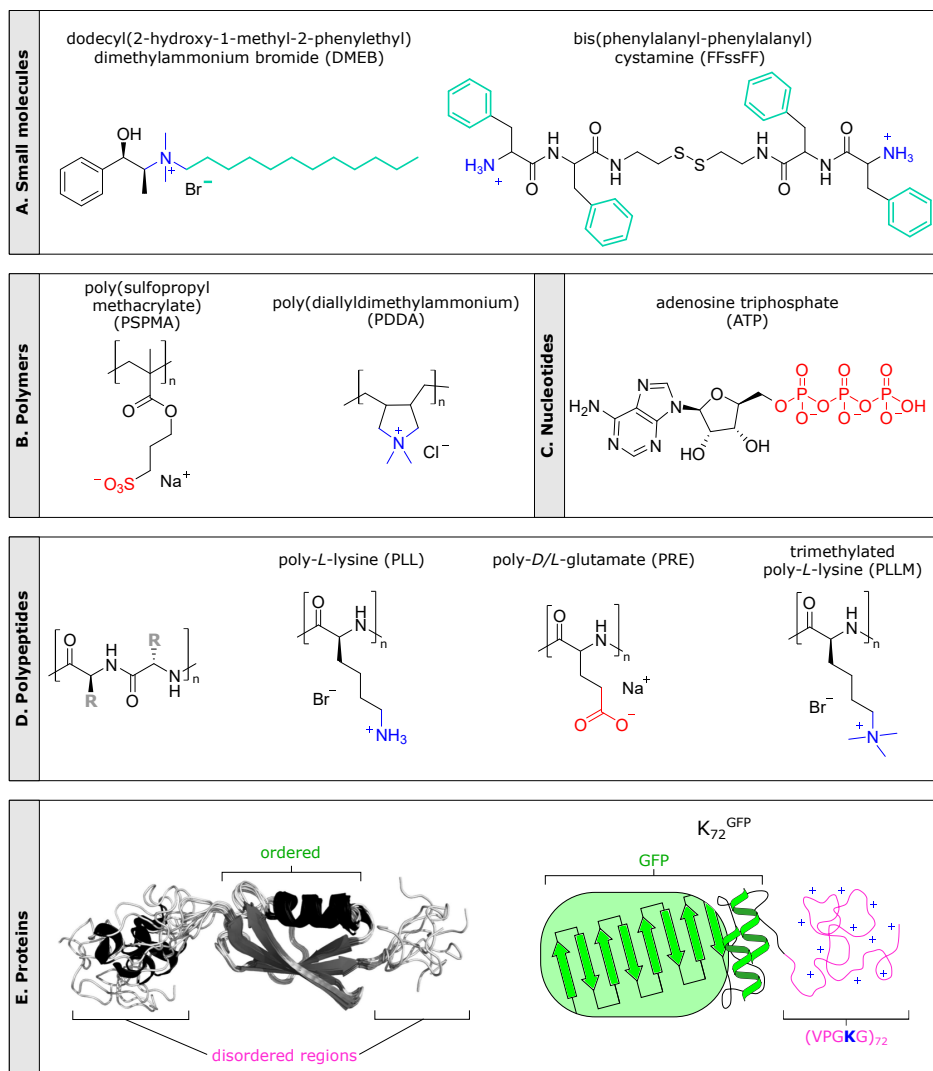 A. Small molecules
dodecyl(2-hydroxy-1-methyl-2-phenylethyl)
dimethylammonium bromide (DMEB)
OH
N
+
Br−
bis(phenylalanyl-phenylalanyl)
cystamine (FFssFF)
H3N
+
O
H
N
O
N
H
S
S
H
N
O
N
H
O
+
NH3
B. Polymers
poly(sulfopropyl
methacrylate)
(PSPMA)
n
O
O
−O3S
Na+
poly(diallyldimethylammonium)
(PDDA)
n
+
N
Cl−
C. Nucleotides
adenosine triphosphate
(ATP)
H2N
N
N
N
N
O
HO
OH
O
O
P
O−
O
O
P
O−
O
O
P
O−
OH
D. Polypeptides
O
R
H
N
O
R
N
H
n
poly-L-lysine (PLL)
O
H
N
n
Br−
+
NH3
poly-D/L-glutamate (PRE)
O
H
N
n
Na+
O
O−
trimethylated
poly-L-lysine (PLLM)
O
H
N
n
Br−
+
N
E. Proteins
ordered
disordered regions
K72GFP
GFP
+ + + + + + + + + +
(VPGKG)72